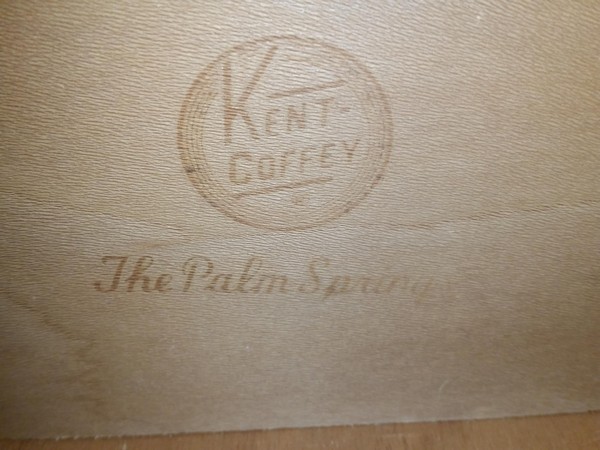 KENT-
COFFEY
The Palm Springs